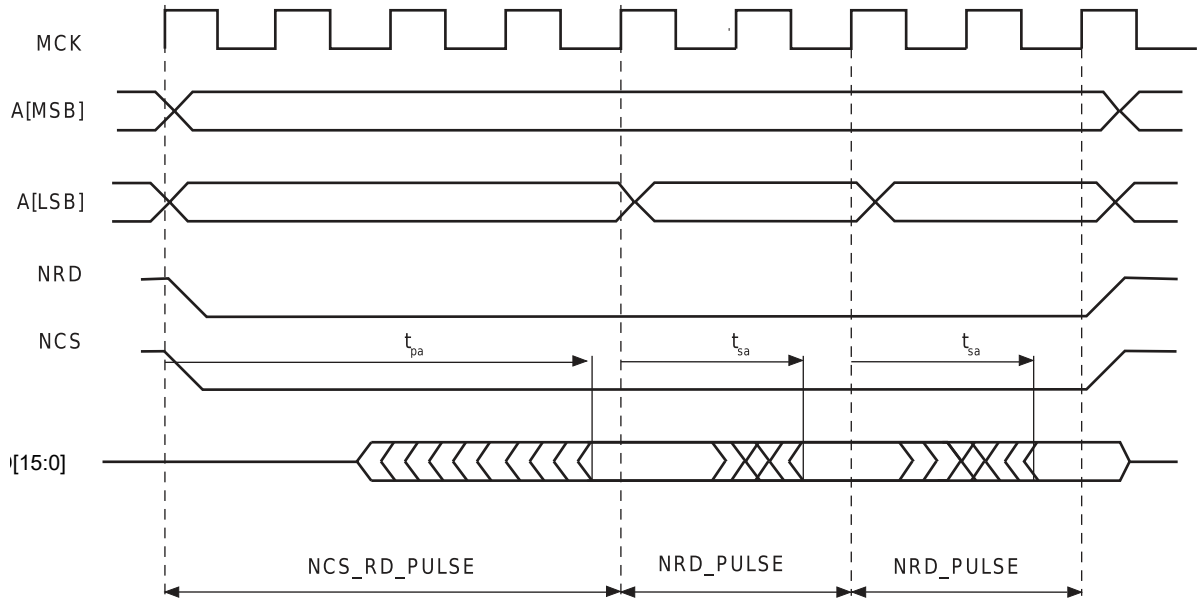 MCK
A[MSB]
A[LSB]
NRD
NCS
tpa
tsa
tsa
[15:0]
NCS_RD_PULSE
NRD_PULSE
NRD_PULSE